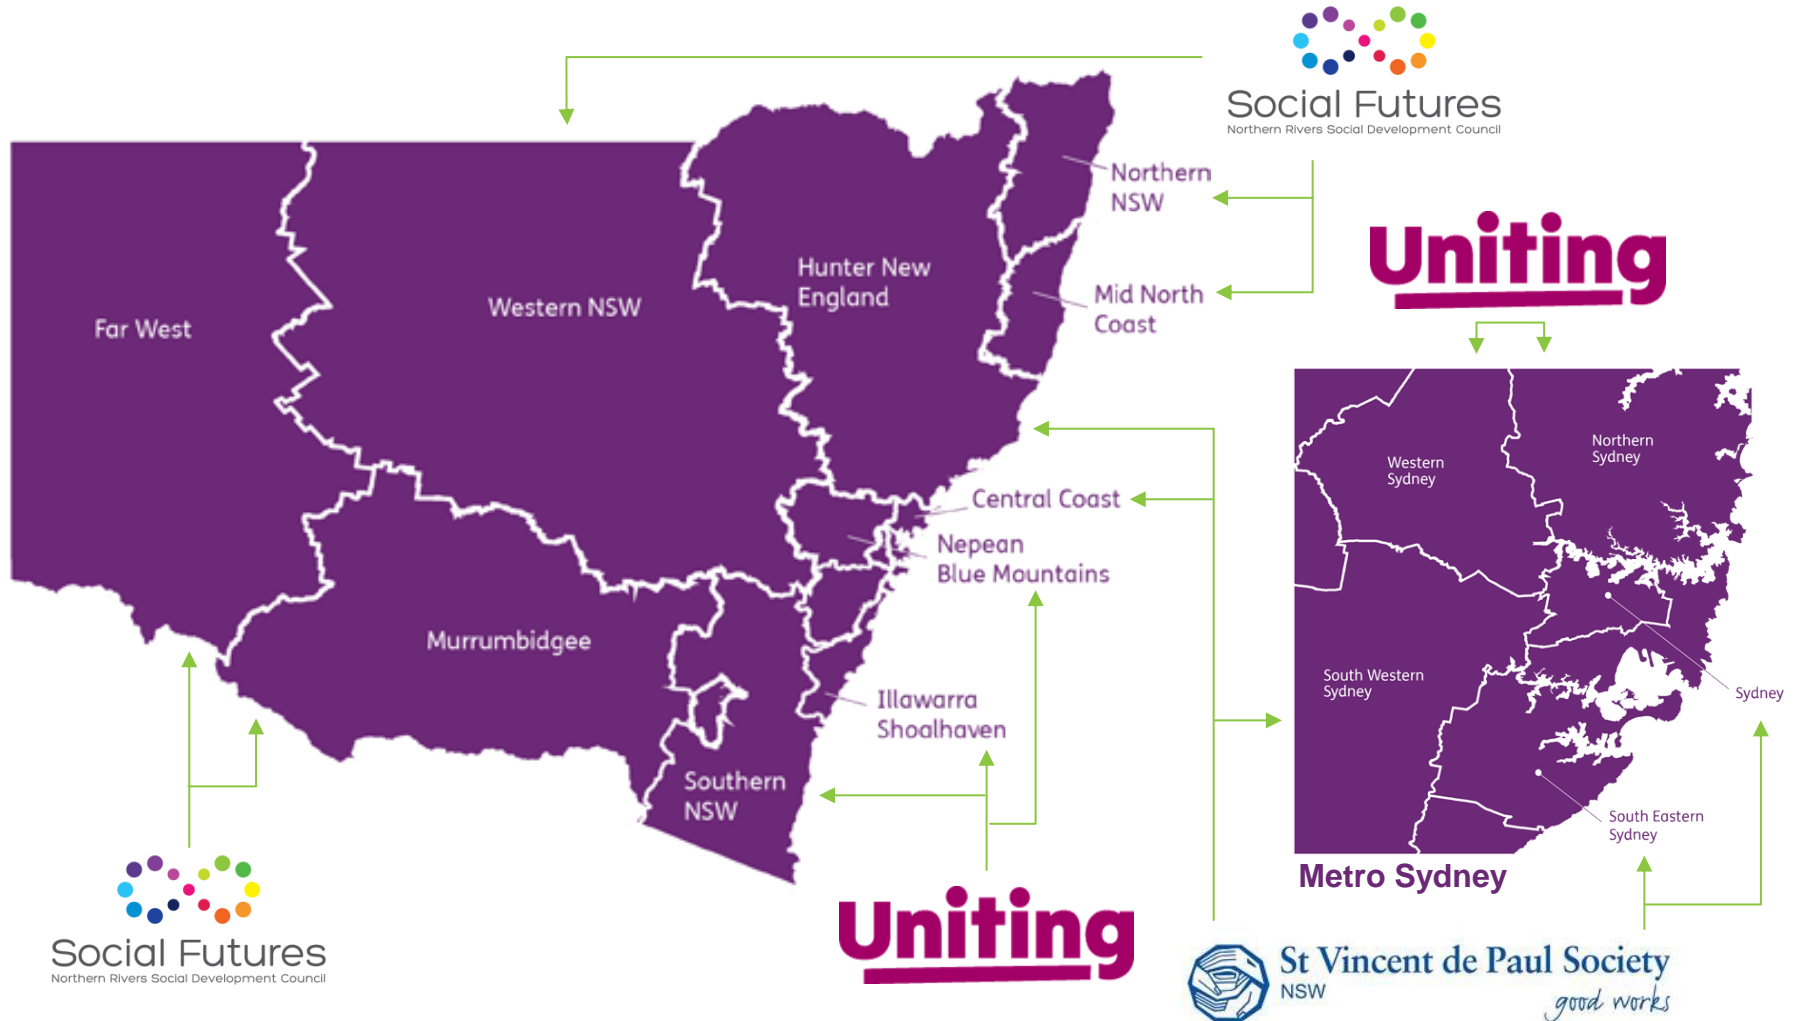 Social Futures
Northern Rivers Social Development Council
Northern
NSW
Uniting
Hunter New
England
Mid North
Coast
Western NSW
Far West
Northern
Sydney
Western
Sydney
Central Coast
Nepean
Blue Mountains
Murrumbidgee
South Western
Sydney
Sydney
Illawarra
Shoalhaven
Southern
NSW
South Eastern
Sydney
Metro Sydney
Social Futures
Northern Rivers Social Development Council
Uniting
St Vincent de Paul Society
NSW
good works